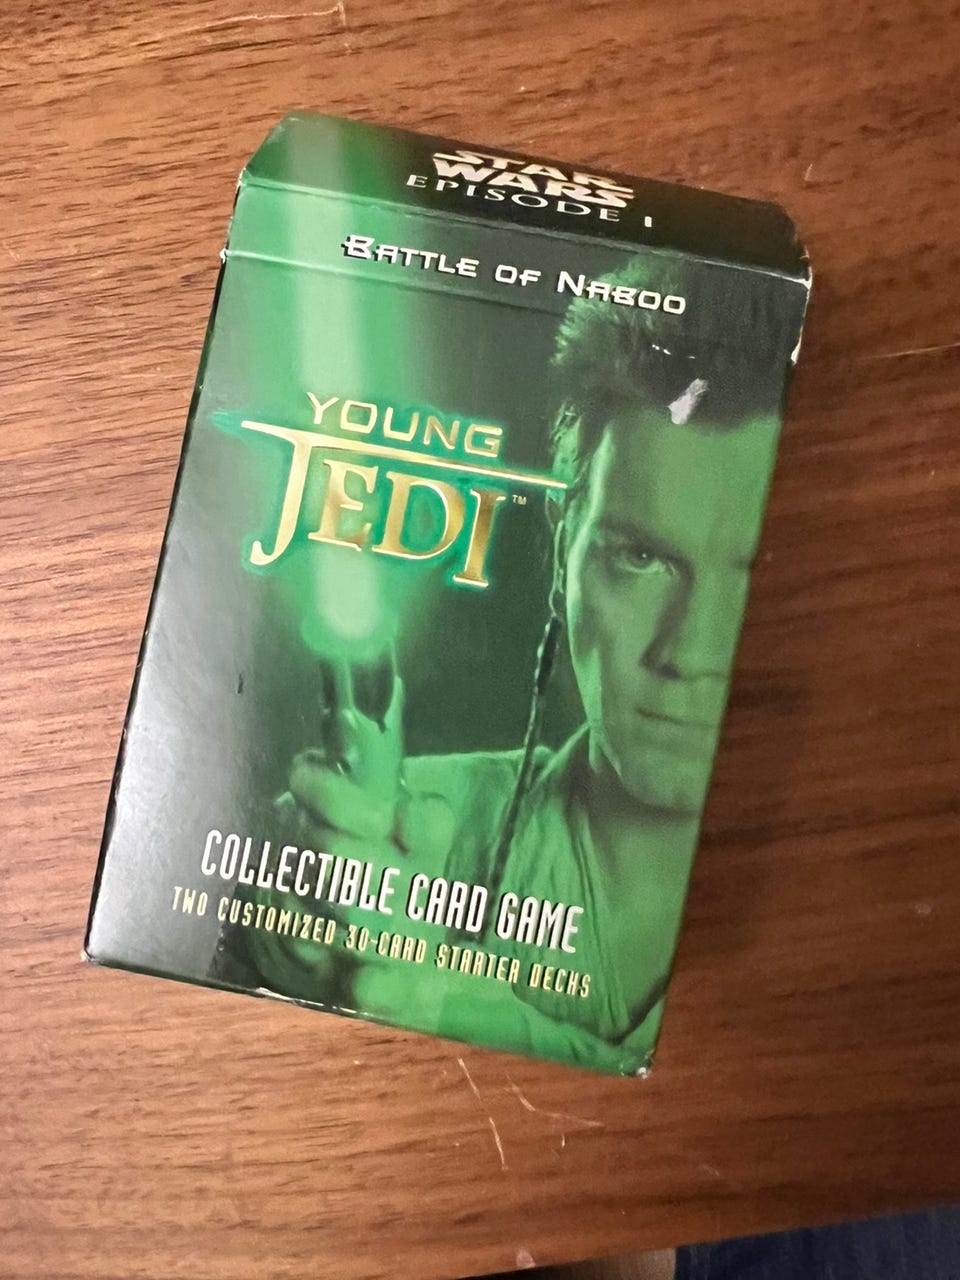 STAR
WARS
EPISODE I
BATTLE OF NABOO
YOUNG
JEDI™
COLLECTIBLE CARD GAME
TWO CUSTOMIZED 30-CARD STARTER DECKS